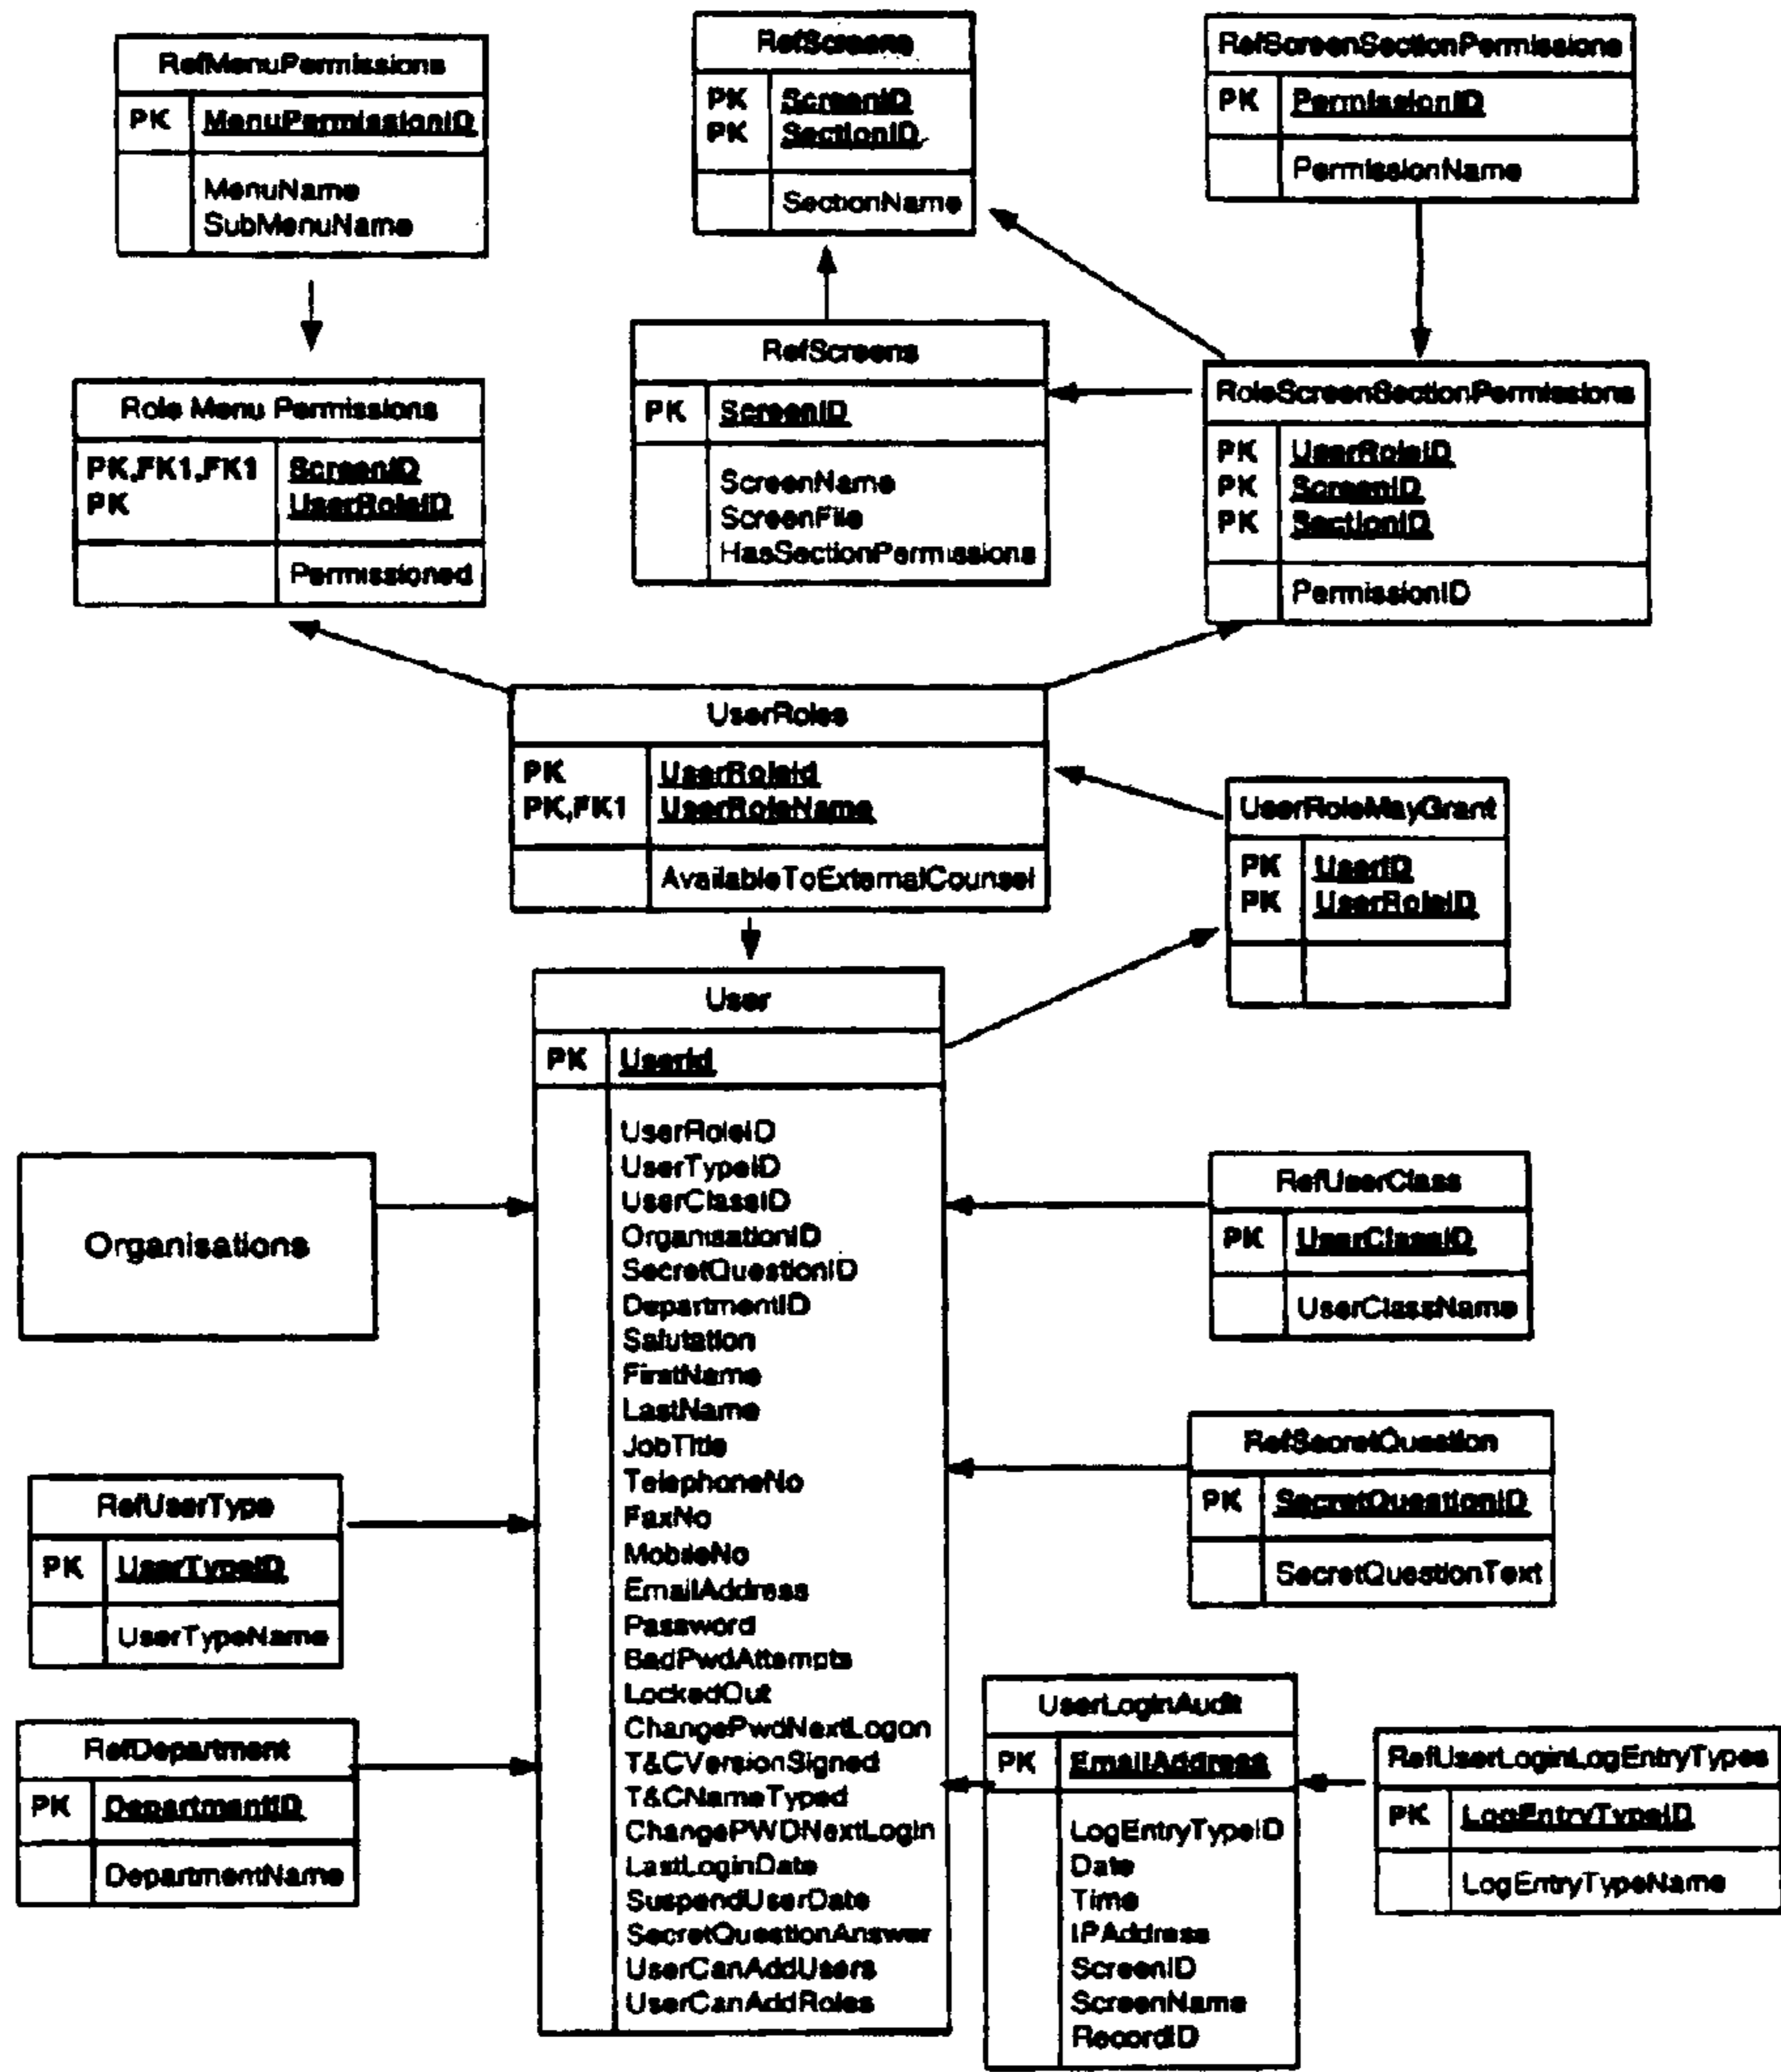 RefMenuPermissions
PK MenuPermissionID
MenuName
SubMenuName
RefScreens
PK ScreenID
PK SectionID
SectionName
RefScreenSectionPermissions
PK PermissionID
PermissionName
Role Menu Permissions
PK,FK1,FK1 ScreenID
PK UserRoleID
Permissioned
RefScreens
PK ScreenID
ScreenName
ScreenFile
HasSectionPermissions
RoleScreenSectionPermissions
PK UserRoleID
PK ScreenID
PK SectionID
PermissionID
UserRoles
PK UserRoleId
PK,FK1 UserRoleName
AvailableToExternalCounsel
UserRoleMayGrant
PK UserID
PK UserRoleID
User
PK UserId
UserRoleID
UserTypeID
UserClassID
OrganisationID
SecretQuestionID
DepartmentID
Salutation
FirstName
LastName
JobTitle
TelephoneNo
FaxNo
MobileNo
EmailAddress
Password
BadPwdAttempts
LockedOut
ChangePwdNextLogon
T&CVersionSigned
T&CNameTyped
ChangePWDNextLogin
LastLoginDate
SuspendUserDate
SecretQuestionAnswer
UserCanAddUsers
UserCanAddRoles
Organisations
RefUserType
PK UserTypeID
UserTypeName
RefDepartment
PK DepartmentID
DepartmentName
RefUserClass
PK UserClassID
UserClassName
RefSecretQuestion
PK SecretQuestionID
SecretQuestionText
UserLoginAudit
PK EmailAddress
LogEntryTypeID
Date
Time
IPAddress
ScreenID
ScreenName
RecordID
RefUserLoginLogEntryTypes
PK LogEntryTypeID
LogEntryTypeName